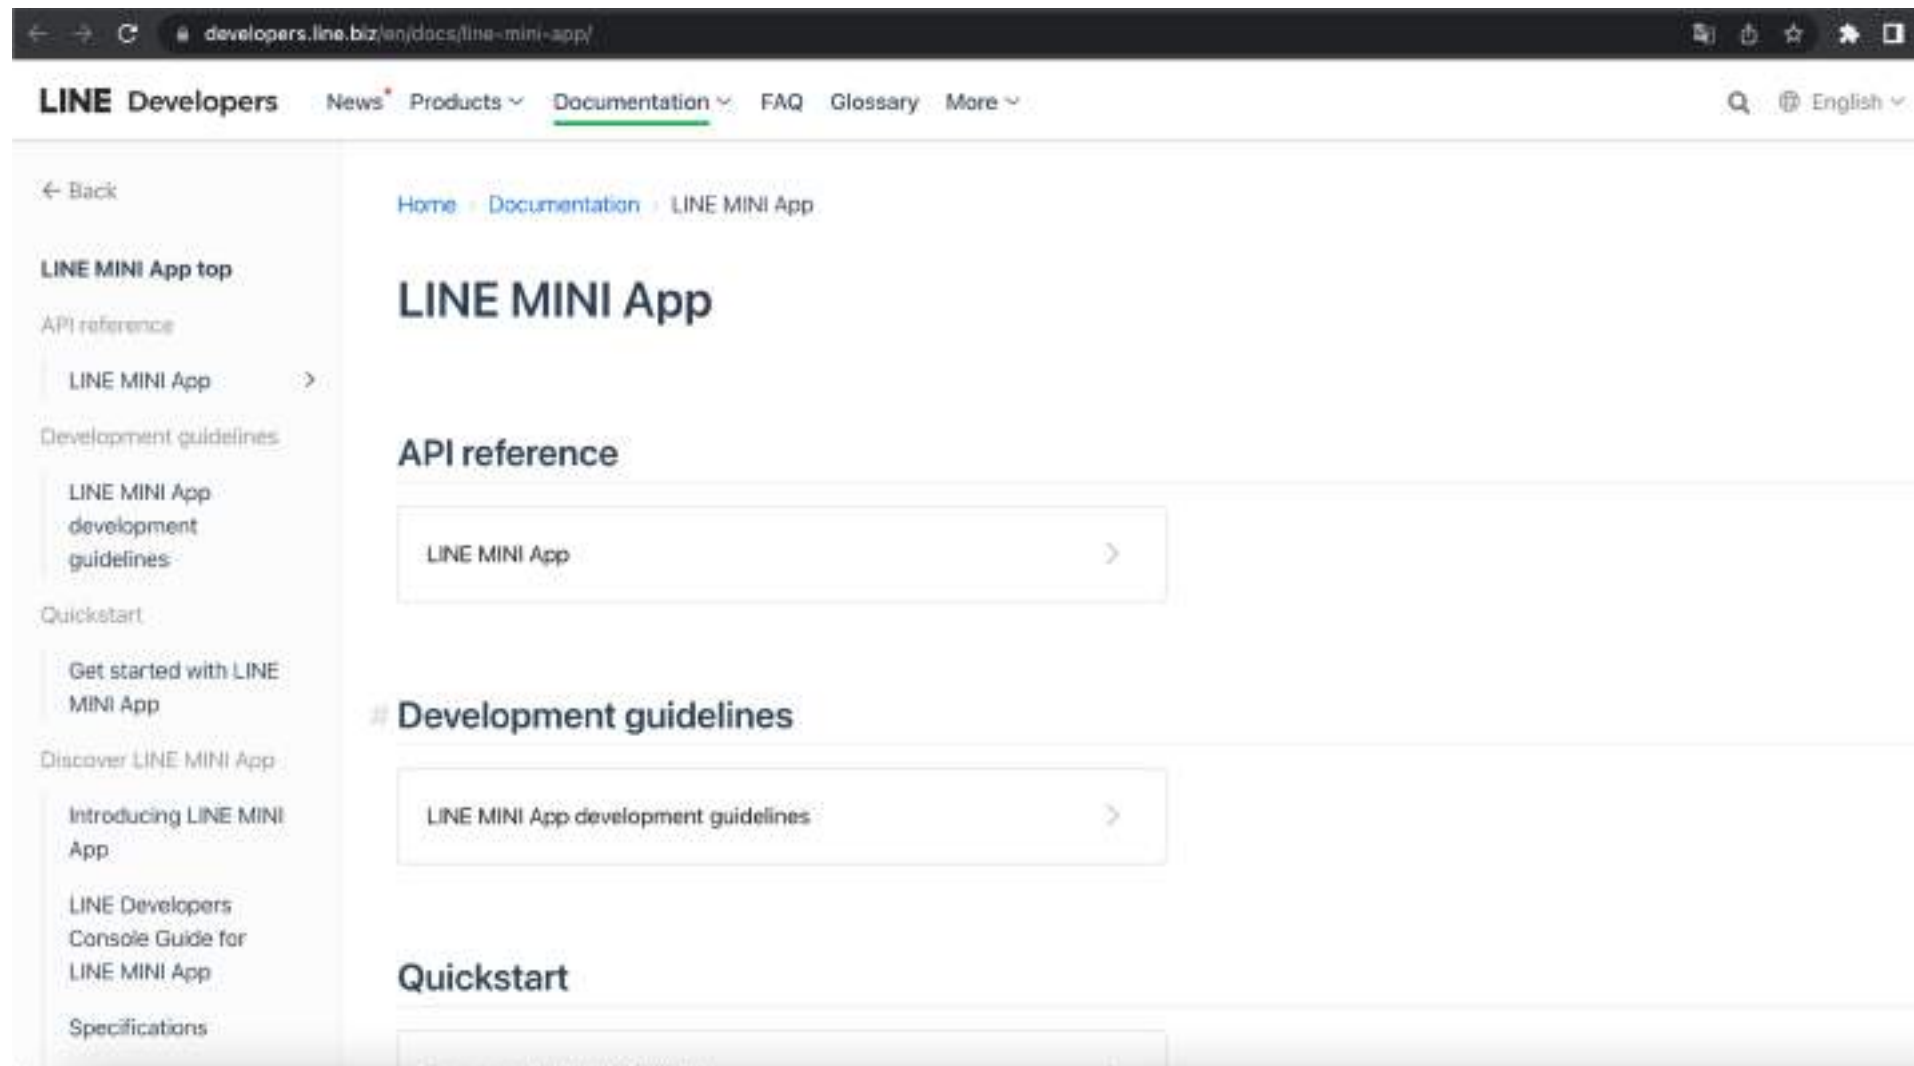 developers.line.biz/en/docs/line-mini-app/
LINE Developers News Products Documentation FAQ Glossary More English
← Back
LINE MINI App top
API reference
LINE MINI App
Development guidelines
LINE MINI App
development
guidelines
Quickstart
Get started with LINE
MINI App
Discover LINE MINI App
Introducing LINE MINI
App
LINE Developers
Console Guide for
LINE MINI App
Specifications
Home Documentation LINE MINI App
LINE MINI App
API reference
LINE MINI App
# Development guidelines
LINE MINI App development guidelines
Quickstart